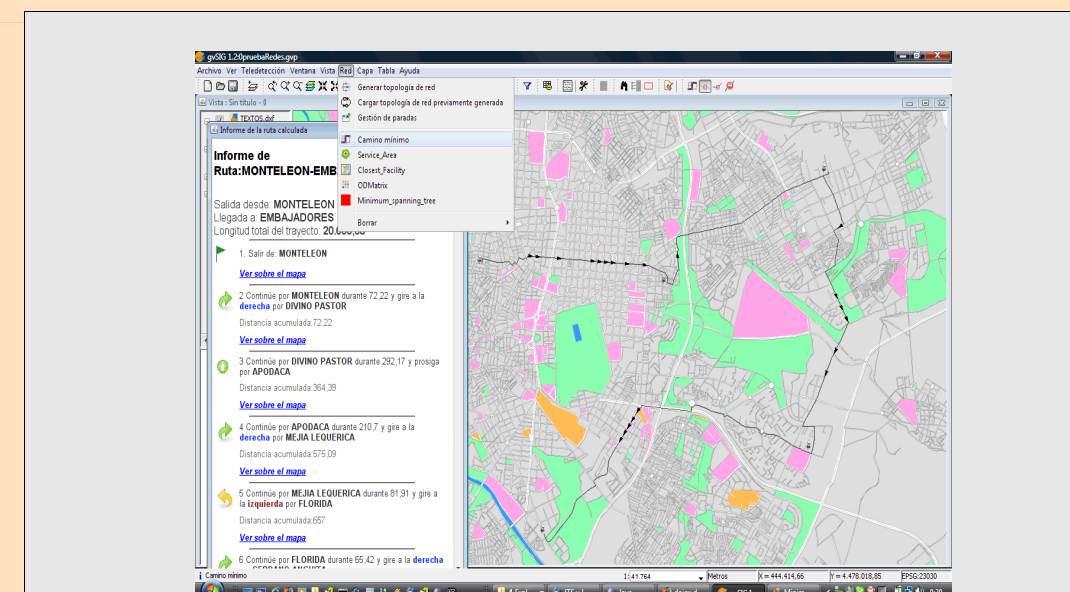 gvSIG 1.2:0pruebaRedes.gvp
Archivo Ver Teledetección Ventana Vista Red Capa Tabla Ayuda
Vista : Sin título - 0
TEXTOS.dxf
Generar topologia de red
Cargar topología de red previamente generada
Gestión de paradas
Camino mínimo
Service_Area
Closest_Facility
ODMatrix
Minimum_spanning_tree
Borrar
Informe de la ruta calculada
Informe de
Ruta:MONTELEON-EMB
Salida desde: MONTELEON
Llegada a: EMBAJADORES
Longitud total del trayecto:
1. Salir de: MONTELEON
Ver sobre el mapa
2 Continúe por MONTELEON durante 72,22 y gire a la
derecha por DIVINO PASTOR
Distancia acumulada:72,22
Ver sobre el mapa
3 Continúe por DIVINO PASTOR durante 292,17 y prosiga
por APODACA
Distancia acumulada:364,39
Ver sobre el mapa
4 Continúe por APODACA durante 210,7 y gire a la
derecha por MEJIA LEQUERICA
Distancia acumulada:575,09
Ver sobre el mapa
5 Continúe por MEJIA LEQUERICA durante 81,91 y gire a
la izquierda por FLORIDA
Distancia acumulada:657
Ver sobre el mapa
6 Continúe por FLORIDA durante 65,42 y gire a la derecha
Camino mínimo
1:41.764
Metros
X = 444.414,66
Y = 4.478.018,85
EPSG:23030